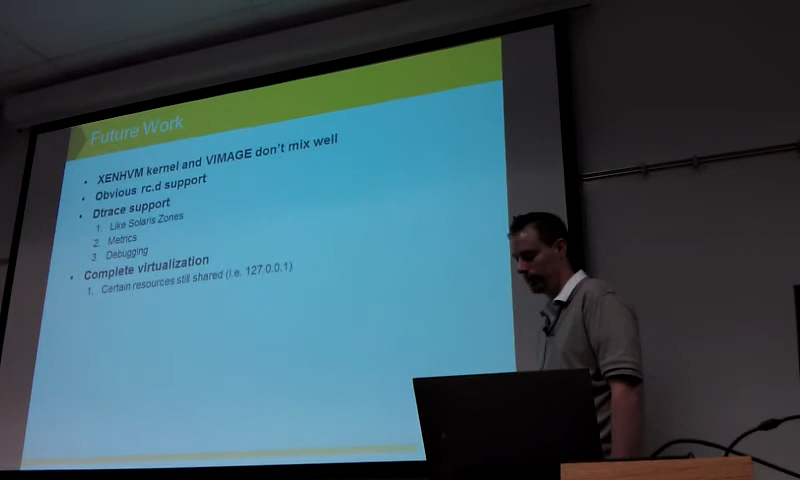 Future Work
• XENHVM kernel and VIMAGE don't mix well
• Obvious rc.d support
• Dtrace support
1. Like Solaris Zones
2. Metrics
3. Debugging
• Complete virtualization
1. Certain resources still shared (i.e. 127.0.0.1)